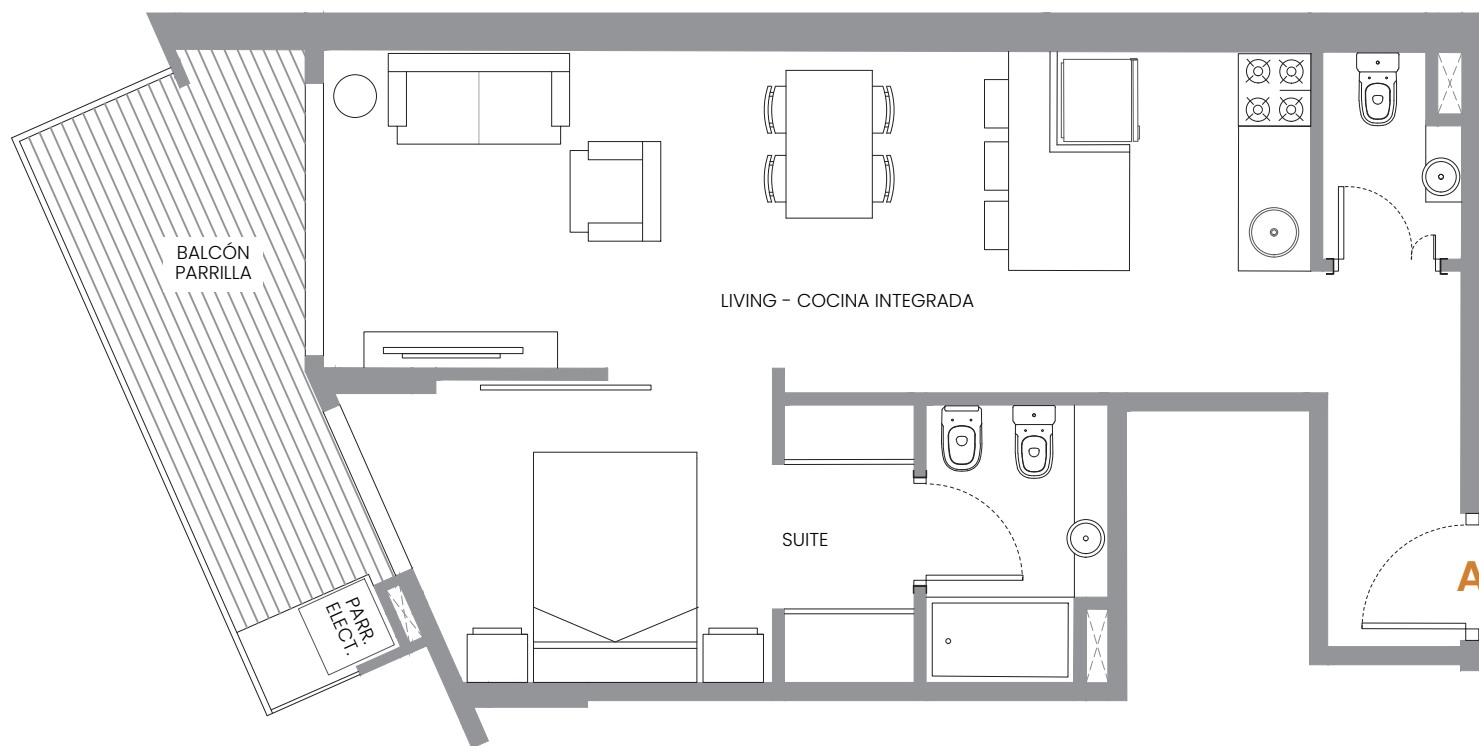 BALCÓN
PARRILLA
LIVING - COCINA INTEGRADA
SUITE
A
PARR.
ELECT.